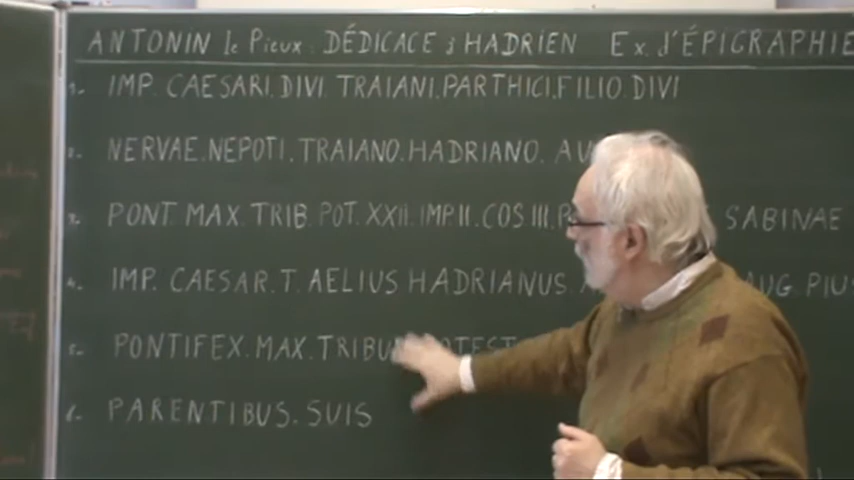 ANTONIN le Pieux : DÉDICACE à HADRIEN Ex. d'ÉPIGRAPHIE
1. IMP. CAESARI. DIVI. TRAIANI. PARTHICI. FILIO. DIVI
2. NERVAE. NEPOTI. TRAIANO. HADRIANO.
3. PONT. MAX. TRIB. POT. XXII. IMP II. COS III. SABINAE
4. IMP. CAESAR. T. AELIUS HADRIANUS. AUG PIUS
5. PONTIFEX. MAX. TRIBUN POTEST
6. PARENTIBUS. SUIS